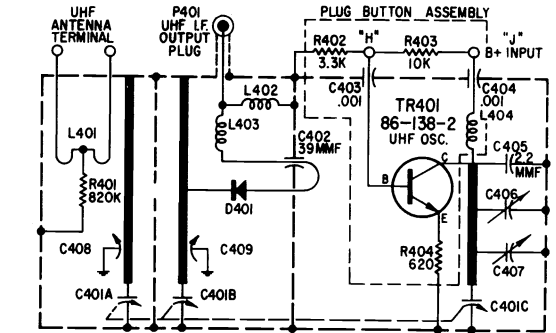 UHF
ANTENNA
TERMINAL
P401
UHF I.F.
OUTPUT
PLUG
PLUG BUTTON ASSEMBLY
R402
3.3K
"H"
R403
10K
"J"
B+ INPUT
L402
L403
C403
.001
C404
.001
L404
TR401
86-138-2
UHF OSC.
L401
C402
39MMF
C405
2.2
MMF
R401
820K
D401
B
C
E
C406
C408
C409
R404
620
C407
C401A
C401B
C401C